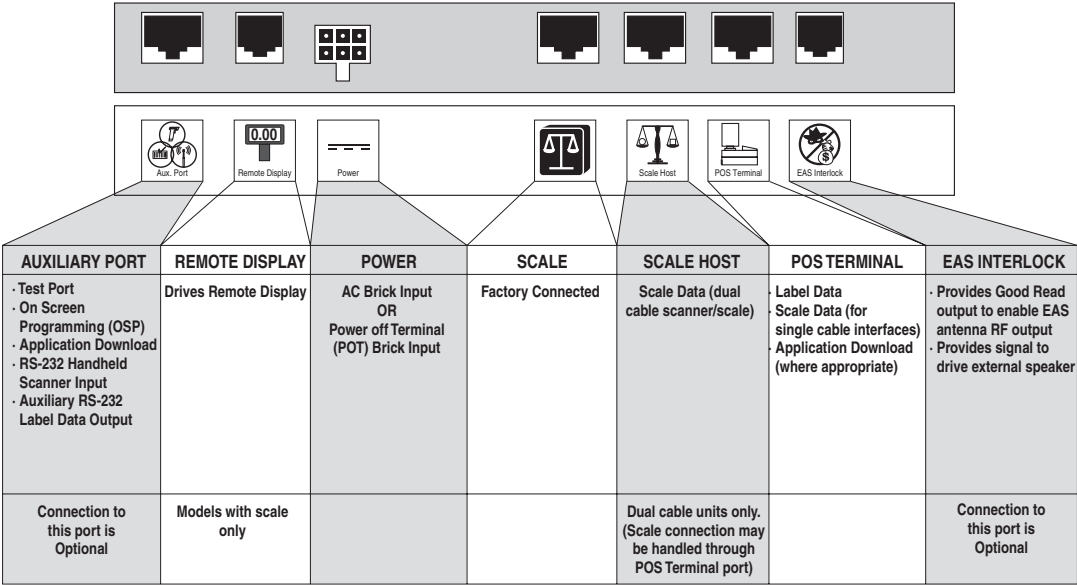 0.00
Aux. Port
Remote Display
Power
Scale Host
POS Terminal
EAS Interlock
AUXILIARY PORT
· Test Port
· On Screen
Programming (OSP)
· Application Download
· RS-232 Handheld
Scanner Input
· Auxiliary RS-232
Label Data Output
Connection to
this port is
Optional
REMOTE DISPLAY
Drives Remote Display
Models with scale
only
POWER
AC Brick Input
OR
Power off Terminal
(POT) Brick Input
SCALE
Factory Connected
SCALE HOST
Scale Data (dual
cable scanner/scale)
Dual cable units only.
(Scale connection may
be handled through
POS Terminal port)
POS TERMINAL
· Label Data
· Scale Data (for
single cable interfaces)
· Application Download
(where appropriate)
EAS INTERLOCK
· Provides Good Read
output to enable EAS
antenna RF output
· Provides signal to
drive external speaker
Connection to
this port is
Optional